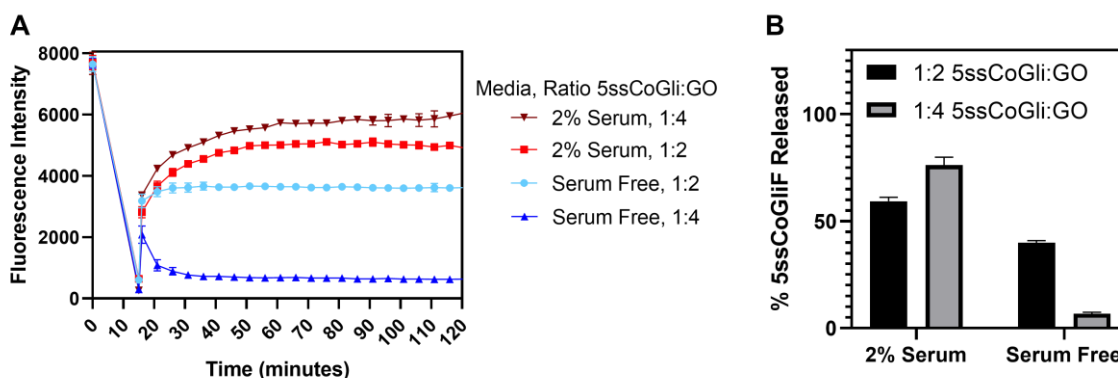 A
8000
6000
4000
2000
0
Fluorescence Intensity
0 10 20 30 40 50 60 70 80 90 100 110 120
Time (minutes)
Media, Ratio 5ssCoGli:GO
2% Serum, 1:4
2% Serum, 1:2
Serum Free, 1:2
Serum Free, 1:4
B
1:2 5ssCoGli:GO
1:4 5ssCoGli:GO
100
50
0
% 5ssCoGliF Released
2% Serum Serum Free